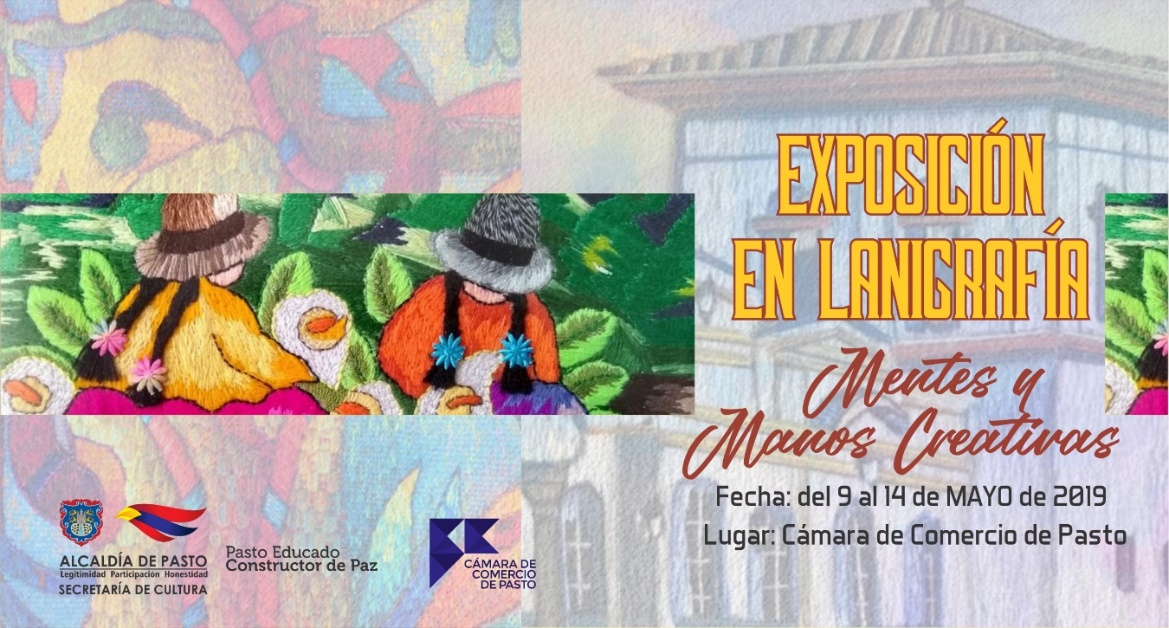 EXPOSICIÓN
EN LANIGRAFÍA
Mentes y
Manos Creativas
Fecha: del 9 al 14 de MAYO de 2019
Lugar: Cámara de Comercio de Pasto
ALCALDÍA DE PASTO
Legitimidad Participación Honestidad
SECRETARÍA DE CULTURA
Pasto Educado
Constructor de Paz
CÁMARA DE
COMERCIO
DE PASTO